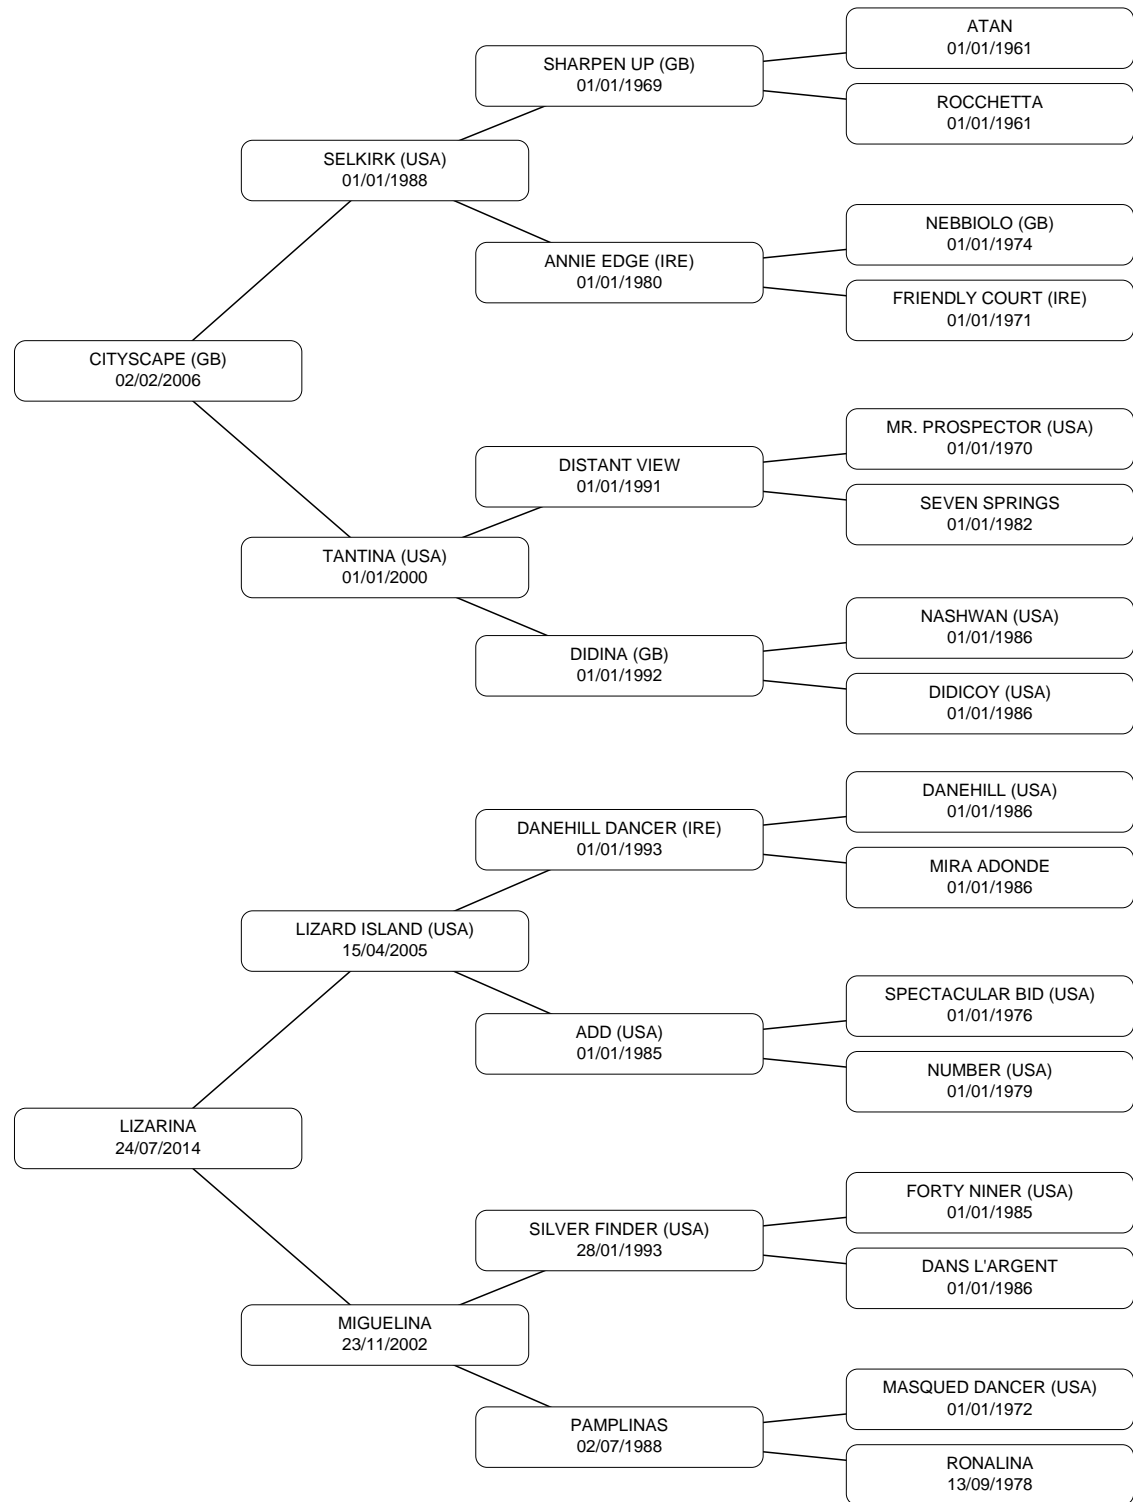 ATAN
01/01/1961
SHARPEN UP (GB)
01/01/1969
ROCCHETTA
01/01/1961
SELKIRK (USA)
01/01/1988
NEBBIOLO (GB)
01/01/1974
ANNIE EDGE (IRE)
01/01/1980
FRIENDLY COURT (IRE)
01/01/1971
CITYSCAPE (GB)
02/02/2006
MR. PROSPECTOR (USA)
01/01/1970
DISTANT VIEW
01/01/1991
SEVEN SPRINGS
01/01/1982
TANTINA (USA)
01/01/2000
NASHWAN (USA)
01/01/1986
DIDINA (GB)
01/01/1992
DIDICOY (USA)
01/01/1986
DANEHILL (USA)
01/01/1986
DANEHILL DANCER (IRE)
01/01/1993
MIRA ADONDE
01/01/1986
LIZARD ISLAND (USA)
15/04/2005
SPECTACULAR BID (USA)
01/01/1976
ADD (USA)
01/01/1985
NUMBER (USA)
01/01/1979
LIZARINA
24/07/2014
FORTY NINER (USA)
01/01/1985
SILVER FINDER (USA)
28/01/1993
DANS L'ARGENT
01/01/1986
MIGUELINA
23/11/2002
MASQUED DANCER (USA)
01/01/1972
PAMPLINAS
02/07/1988
RONALINA
13/09/1978